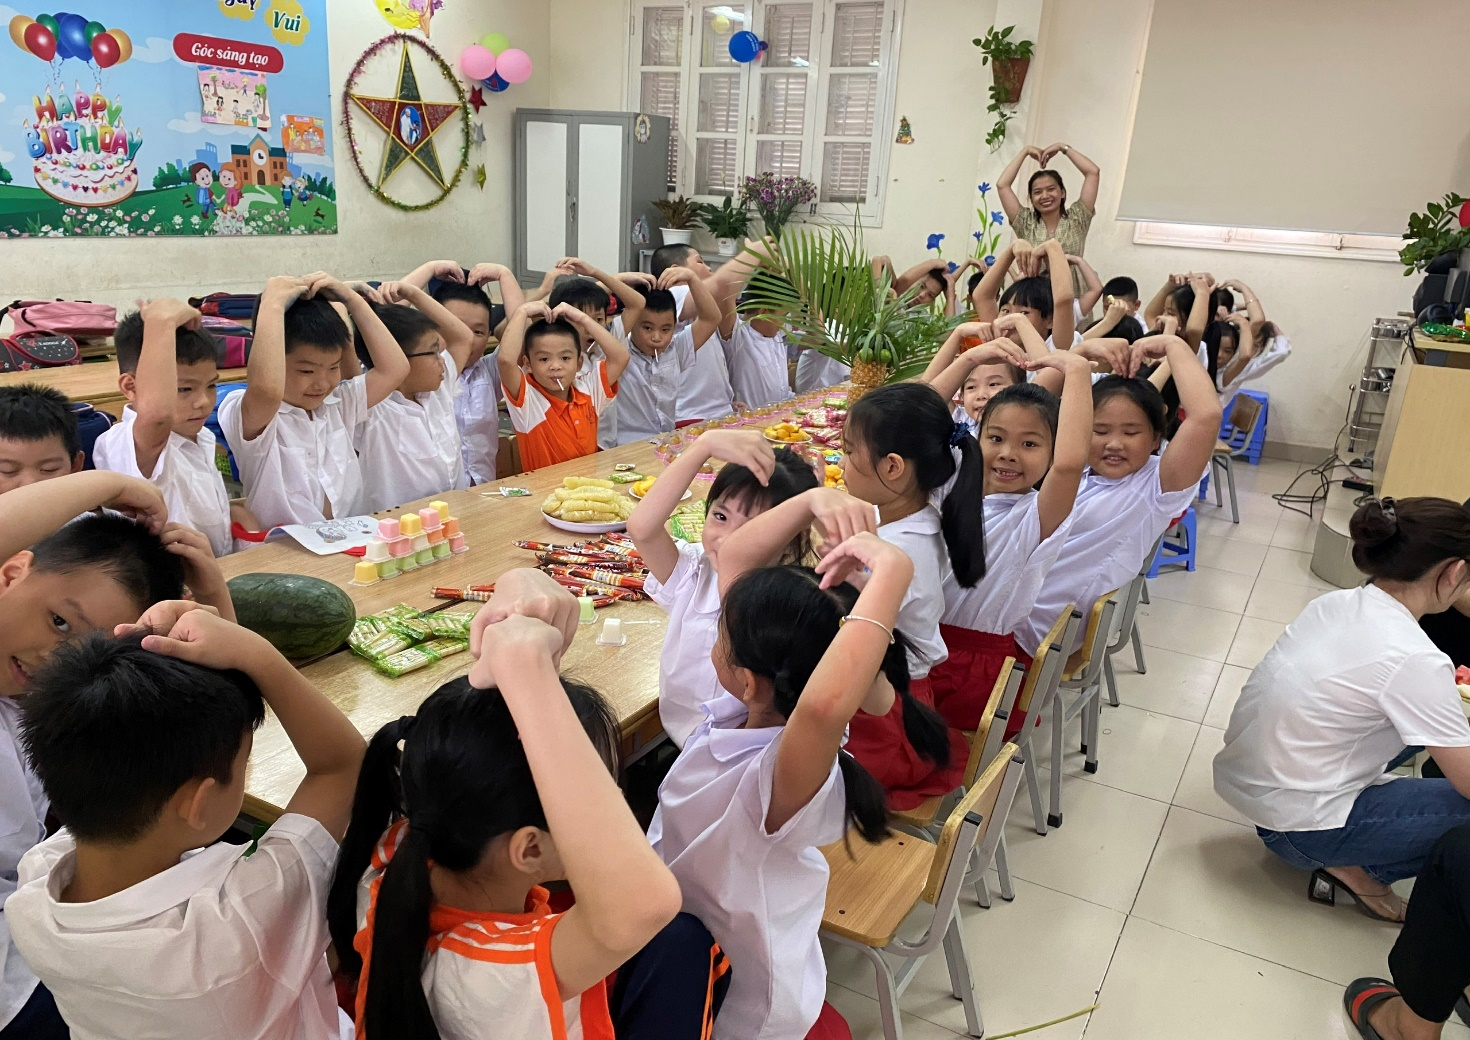 Vui
Góc sáng tạo
HAPPY
BIRTHDAY